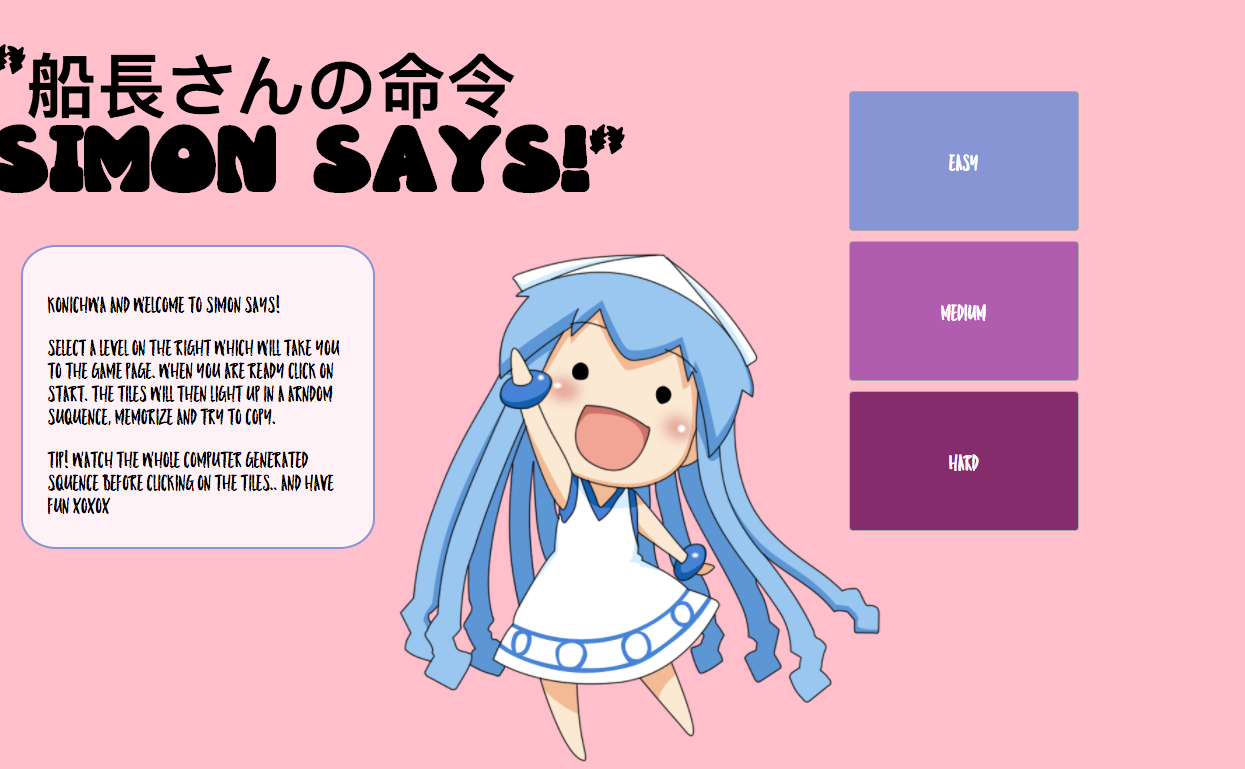 "船長さんの命令
SIMON SAYS!"
KONICHWA AND WELCOME TO SIMON SAYS!
SELECT A LEVEL ON THE RIGHT WHICH WILL TAKE YOU
TO THE GAME PAGE. WHEN YOU ARE READY CLICK ON
START. THE TILES WILL THEN LIGHT UP IN A ARNDOM
SUQUENCE, MEMORIZE AND TRY TO COPY.
TIP! WATCH THE WHOLE COMPUTER GENERATED
SQUENCE BEFORE CLICKING ON THE TILES.. AND HAVE
FUN XOXOX
EASY
MEDIUM
HARD